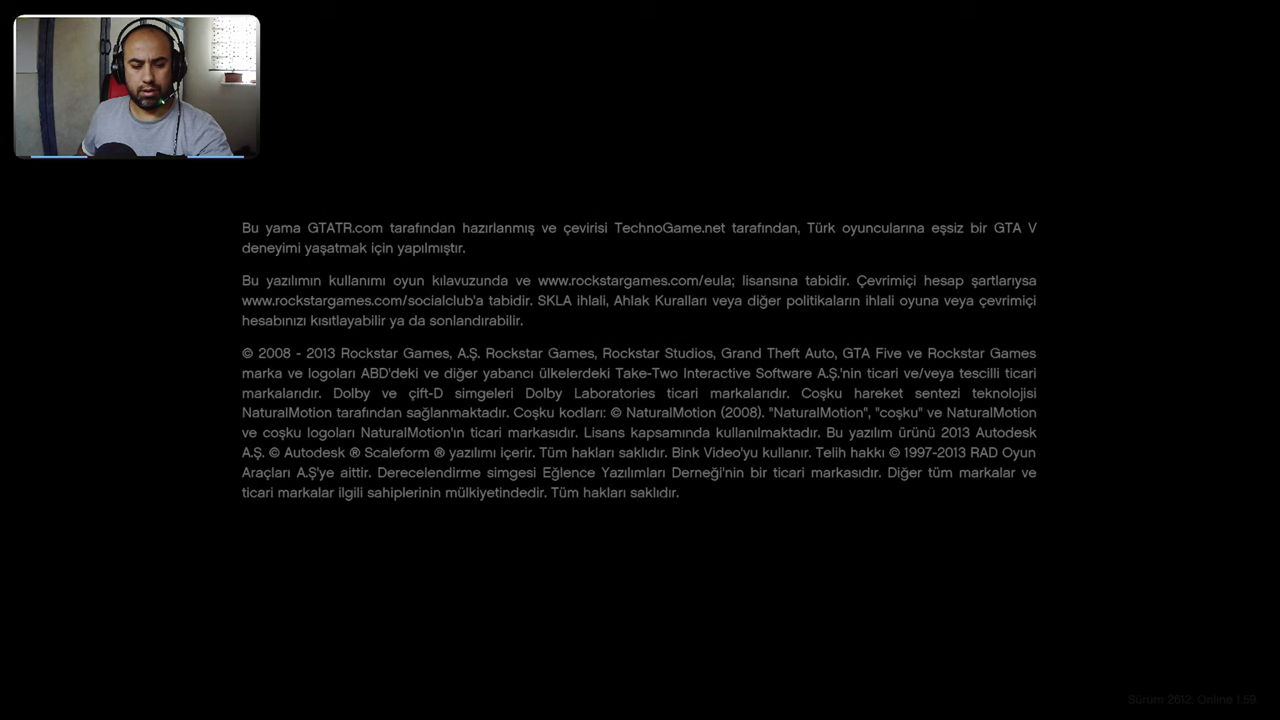 Bu yama GTATR.com tarafından hazırlanmış ve çevirisi TechnoGame.net tarafından, Türk oyuncularına eşsiz bir GTA V
deneyimi yaşatmak için yapılmıştır.
Bu yazılımın kullanımı oyun kılavuzunda ve www.rockstargames.com/eula; lisansına tabidir. Çevrimiçi hesap şartlarıysa
www.rockstargames.com/socialclub'a tabidir. SKLA ihlali, Ahlak Kuralları veya diğer politikaların ihlali oyuna veya çevrimiçi
hesabınızı kısıtlayabilir ya da sonlandırabilir.
© 2008 - 2013 Rockstar Games, A.Ş. Rockstar Games, Rockstar Studios, Grand Theft Auto, GTA Five ve Rockstar Games
marka ve logoları ABD'deki ve diğer yabancı ülkelerdeki Take-Two Interactive Software A.Ş.'nin ticari ve/veya tescilli ticari
markalarıdır. Dolby ve çift-D simgeleri Dolby Laboratories ticari markalarıdır. Coşku hareket sentezi teknolojisi
NaturalMotion tarafından sağlanmaktadır. Coşku kodları: © NaturalMotion (2008). "NaturalMotion", "coşku" ve NaturalMotion
ve coşku logoları NaturalMotion'ın ticari markasıdır. Lisans kapsamında kullanılmaktadır. Bu yazılım ürünü 2013 Autodesk
A.Ş. © Autodesk ® Scaleform ® yazılımı içerir. Tüm hakları saklıdır. Bink Video'yu kullanır. Telih hakkı © 1997-2013 RAD Oyun
Araçları A.Ş'ye aittir. Derecelendirme simgesi Eğlence Yazılımları Derneği'nin bir ticari markasıdır. Diğer tüm markalar ve
ticari markalar ilgili sahiplerinin mülkiyetindedir. Tüm hakları saklıdır.
Sürüm 2612. Online 1.59.